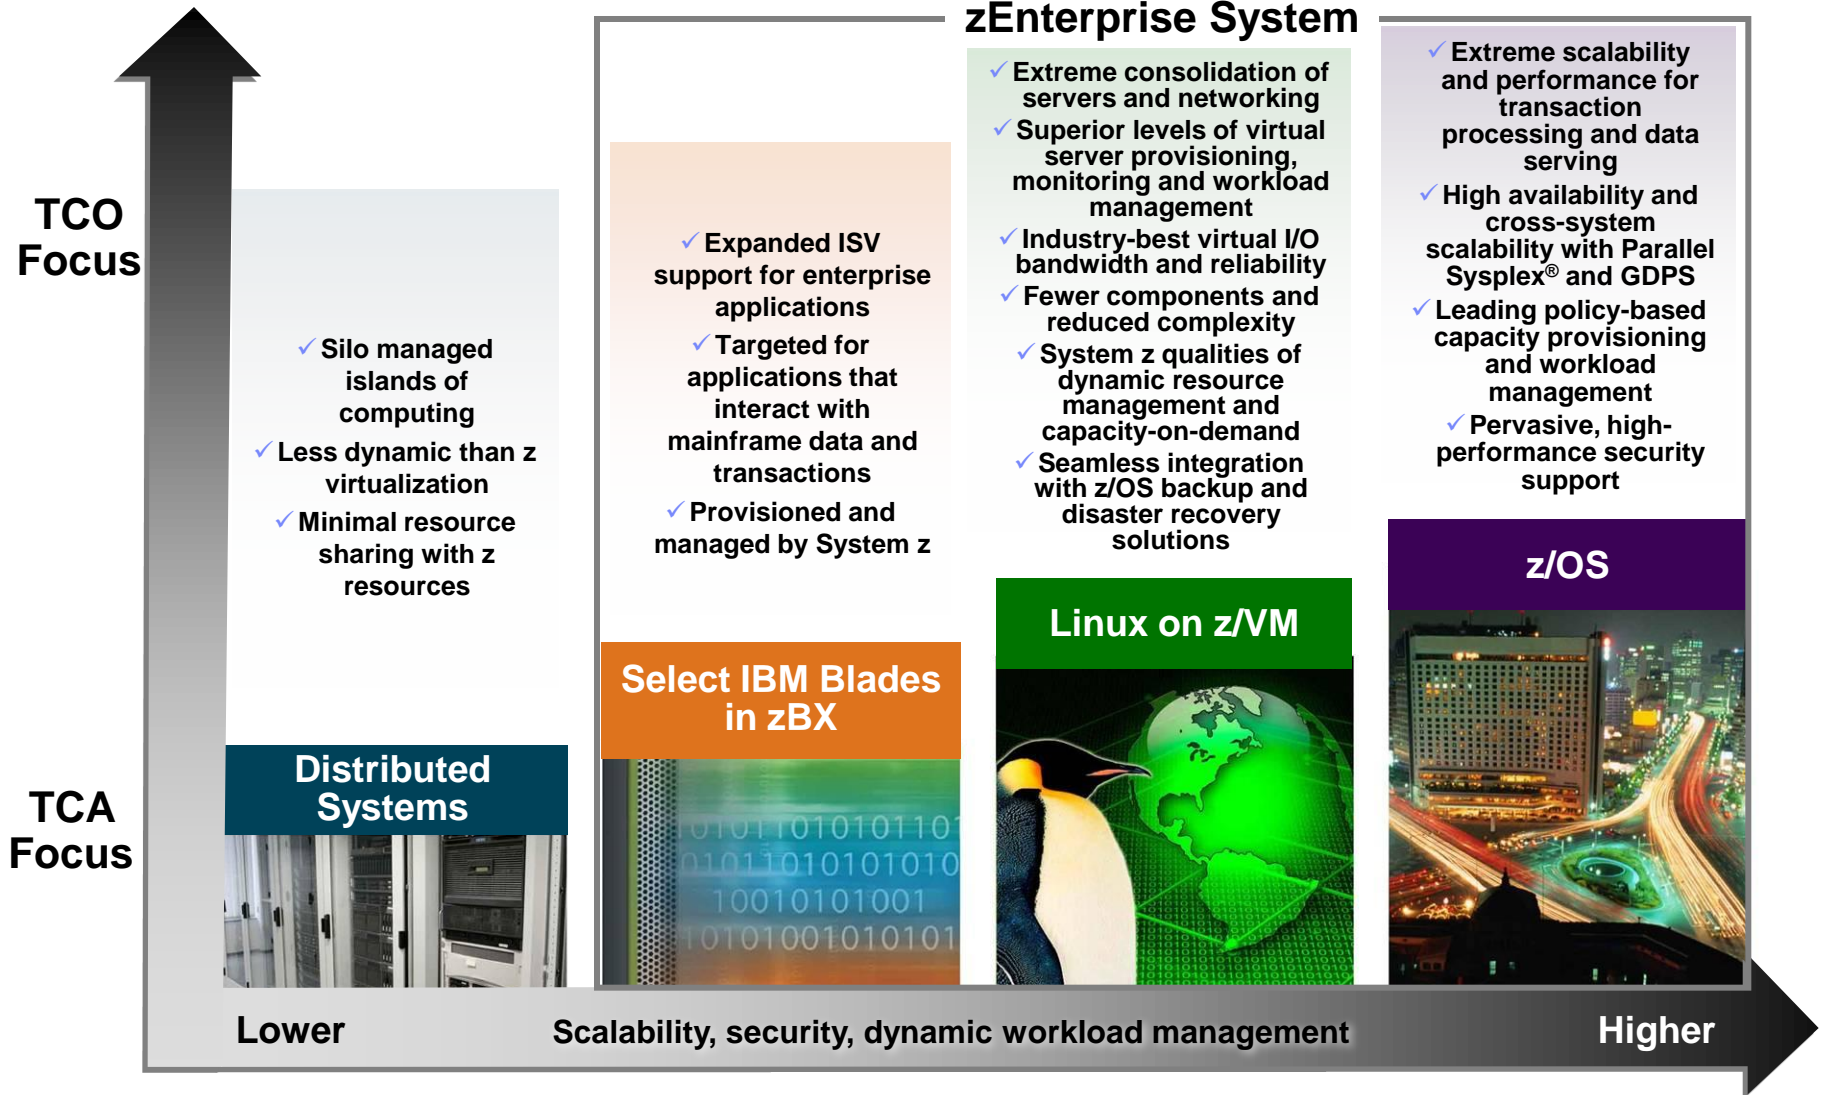 zEnterprise System
TCO
Focus
TCA
Focus
✓ Silo managed
islands of
computing
✓ Less dynamic than z
virtualization
✓ Minimal resource
sharing with z
resources
Distributed
Systems
✓ Expanded ISV
support for enterprise
applications
✓ Targeted for
applications that
interact with
mainframe data and
transactions
✓ Provisioned and
managed by System z
Select IBM Blades
in zBX
10101101010110
010110101010101
10010101001
10101001010101
✓ Extreme consolidation of
servers and networking
✓ Superior levels of virtual
server provisioning,
monitoring and workload
management
✓ Industry-best virtual I/O
bandwidth and reliability
✓ Fewer components and
reduced complexity
✓ System z qualities of
dynamic resource
management and
capacity-on-demand
✓ Seamless integration
with z/OS backup and
disaster recovery
solutions
Linux on z/VM
✓ Extreme scalability
and performance for
transaction
processing and data
serving
✓ High availability and
cross-system
scalability with Parallel
Sysplex® and GDPS
✓ Leading policy-based
capacity provisioning
and workload
management
✓ Pervasive, high-
performance security
support
z/OS
Lower
Scalability, security, dynamic workload management
Higher